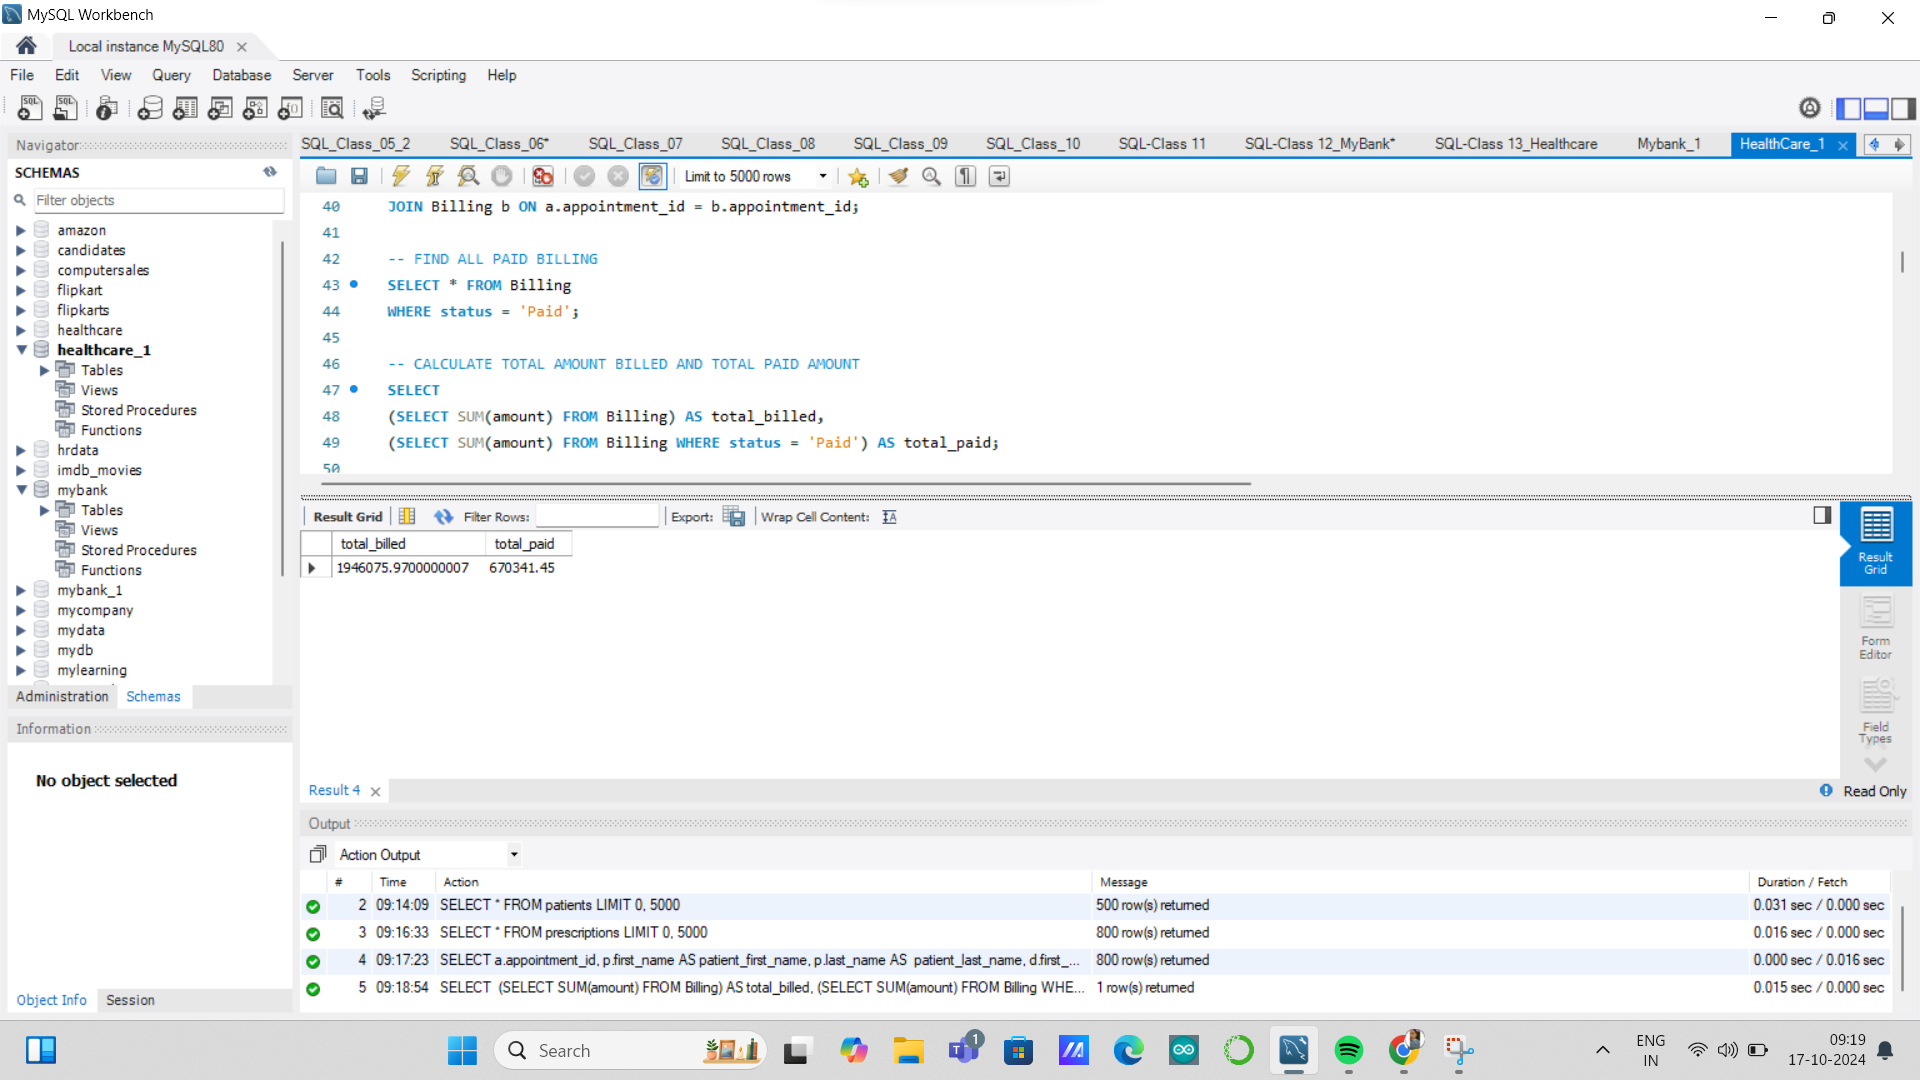 MySQL Workbench
Local instance MySQL80
File Edit View Query Database Server Tools Scripting Help
Navigator
SCHEMAS
Filter objects
amazon
candidates
computersales
flipkart
flipkarts
healthcare
healthcare_1
Tables
Views
Stored Procedures
Functions
hrdata
imdb_movies
mybank
Tables
Views
Stored Procedures
Functions
mybank_1
mycompany
mydata
mydb
mylearning
Administration Schemas
Information
No object selected
Object Info Session
SQL_Class_05_2 SQL_Class_06* SQL_Class_07 SQL_Class_08 SQL_Class_09 SQL_Class_10 SQL-Class 11 SQL-Class 12_MyBank* SQL-Class 13_Healthcare Mybank_1 HealthCare_1
Limit to 5000 rows
40 JOIN Billing b ON a.appointment_id = b.appointment_id;
41
42 -- FIND ALL PAID BILLING
43 SELECT * FROM Billing
44 WHERE status = 'Paid';
45
46 -- CALCULATE TOTAL AMOUNT BILLED AND TOTAL PAID AMOUNT
47 SELECT
48 (SELECT SUM(amount) FROM Billing) AS total_billed,
49 (SELECT SUM(amount) FROM Billing WHERE status = 'Paid') AS total_paid;
50
Result Grid Filter Rows: Export: Wrap Cell Content:
total_billed total_paid
1946075.9700000007 670341.45
Result Grid
Form Editor
Field Types
Result 4
Read Only
Output
Action Output
# Time Action Message Duration / Fetch
2 09:14:09 SELECT * FROM patients LIMIT 0, 5000 500 row(s) returned 0.031 sec / 0.000 sec
3 09:16:33 SELECT * FROM prescriptions LIMIT 0, 5000 800 row(s) returned 0.016 sec / 0.000 sec
4 09:17:23 SELECT a.appointment_id, p.first_name AS patient_first_name, p.last_name AS patient_last_name, d.first_... 800 row(s) returned 0.000 sec / 0.016 sec
5 09:18:54 SELECT (SELECT SUM(amount) FROM Billing) AS total_billed, (SELECT SUM(amount) FROM Billing WHE... 1 row(s) returned 0.015 sec / 0.000 sec
Search
1
ENG
IN
09:19
17-10-2024